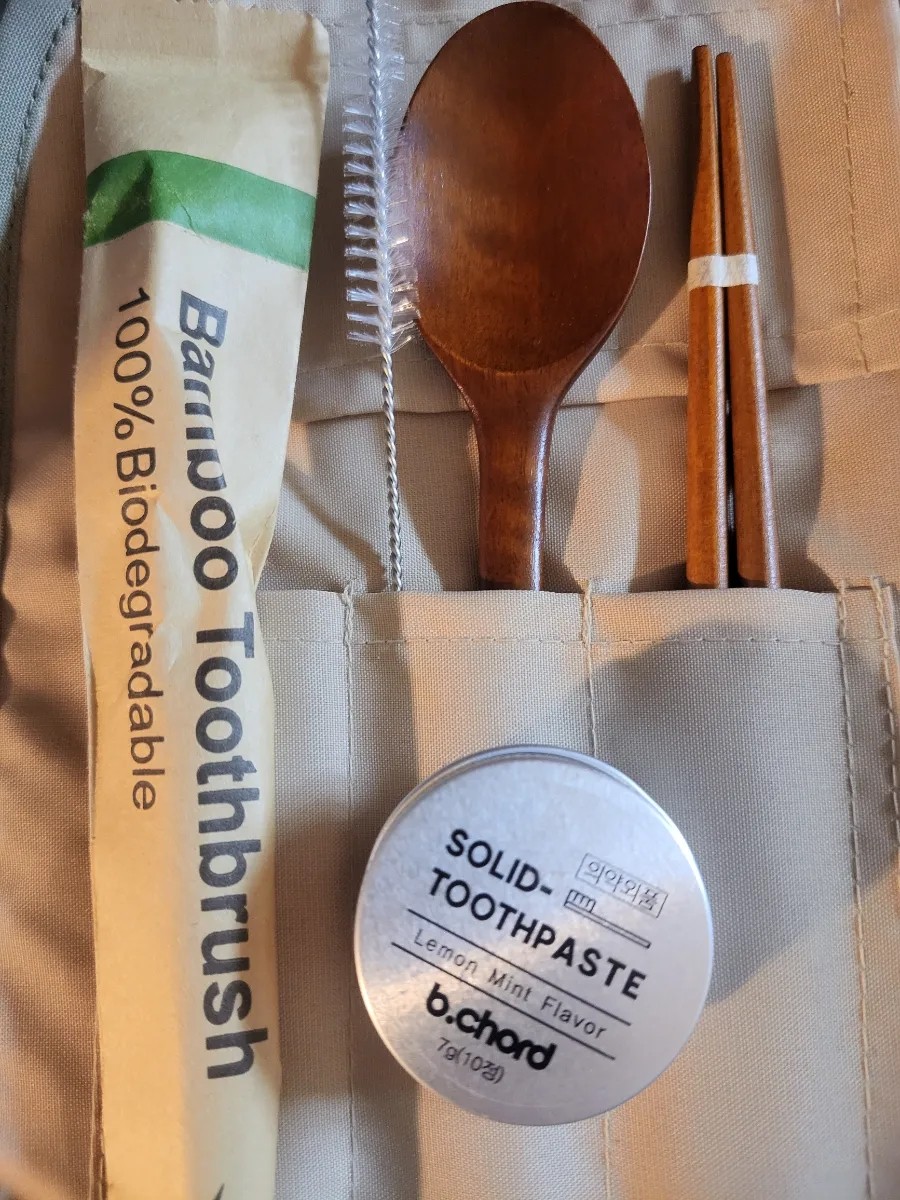 Bamboo Toothbrush
100% Biodegradable
SOLID-
TOOTHPASTE
의약외품
Lemon Mint Flavor
b.chord
7g(10정)